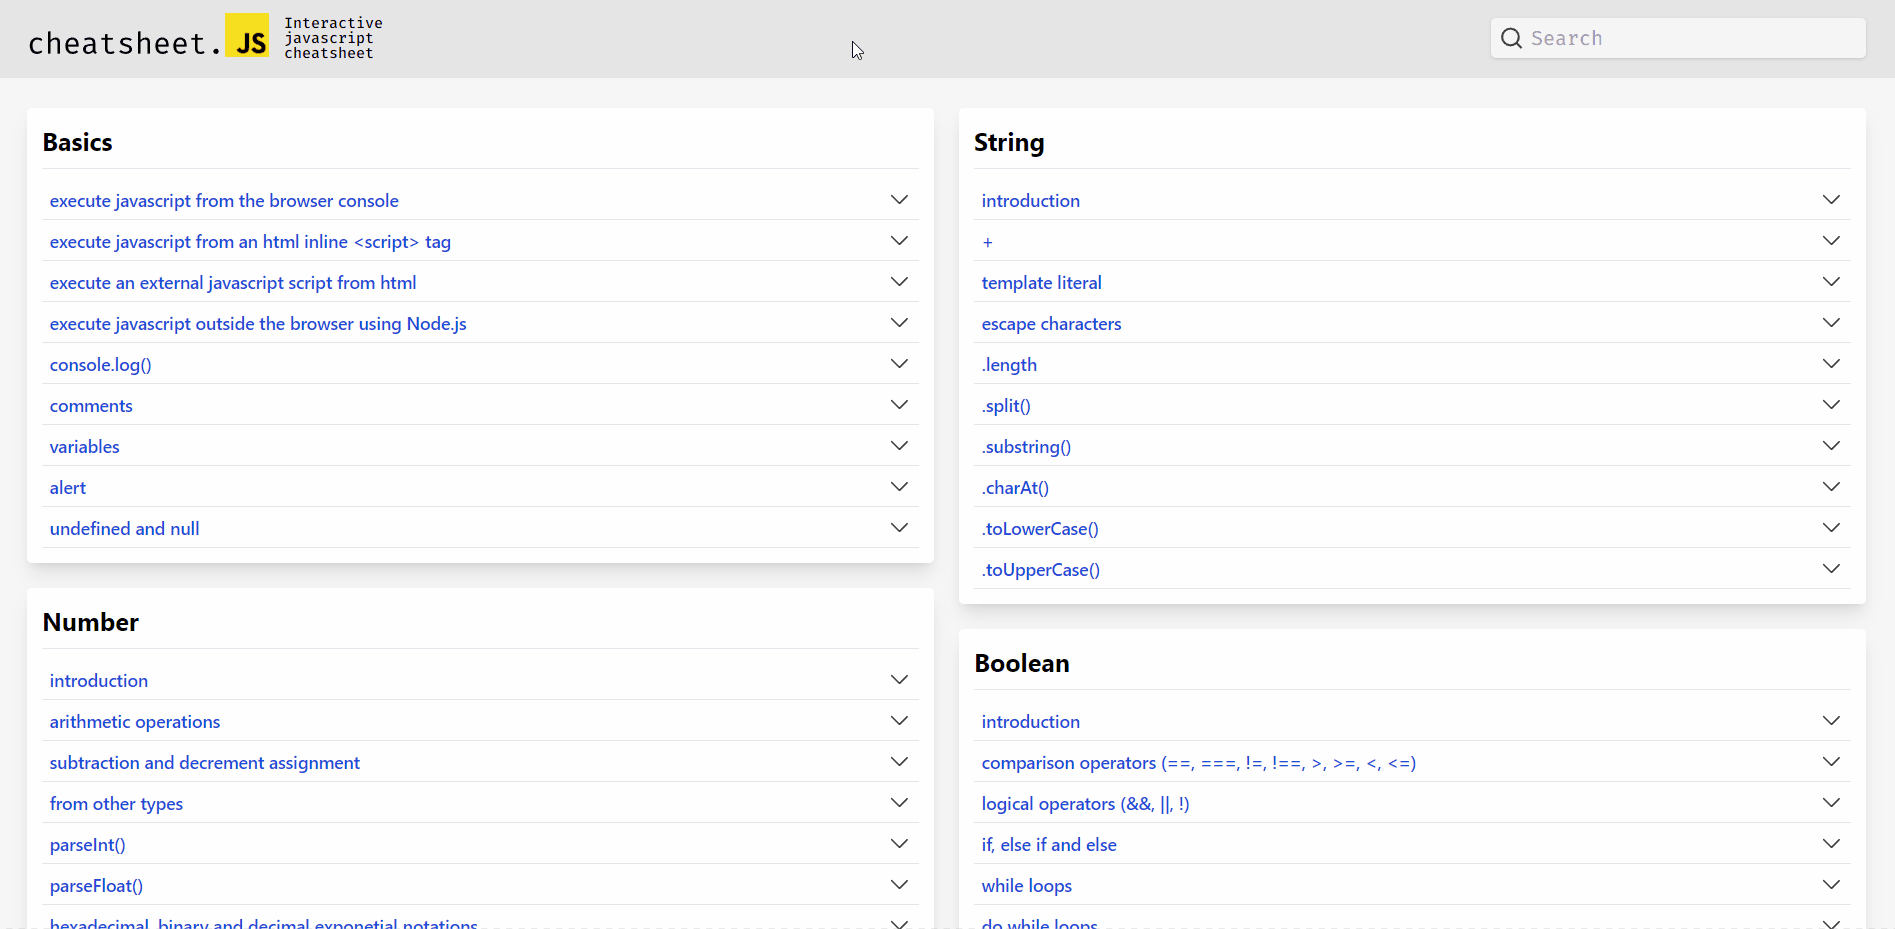 cheatsheet.
JS
Interactive
javascript
cheatsheet
Search
Basics
execute javascript from the browser console
execute javascript from an html inline <script> tag
execute an external javascript script from html
execute javascript outside the browser using Node.js
console.log()
comments
variables
alert
undefined and null
Number
introduction
arithmetic operations
subtraction and decrement assignment
from other types
parseInt()
parseFloat()
hexadecimal, binary and decimal exponetial notations
String
introduction
+
template literal
escape characters
.length
.split()
.substring()
.charAt()
.toLowerCase()
.toUpperCase()
Boolean
introduction
comparison operators (==, ===, !=, !==, >, >=, <, <=)
logical operators (&&, ||, !)
if, else if and else
while loops
do while loops